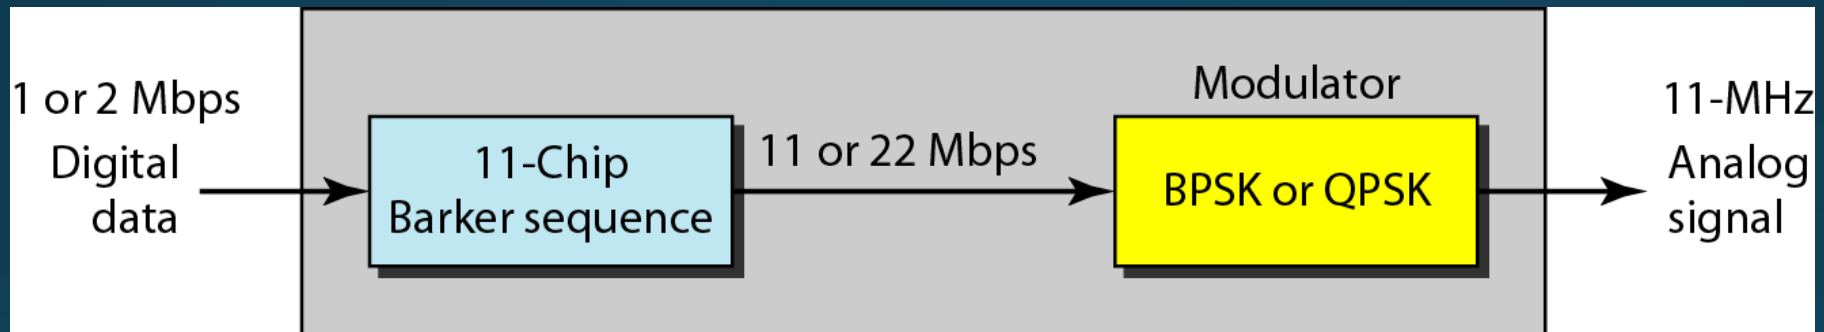 1 or 2 Mbps
Digital
data
11-Chip
Barker sequence
11 or 22 Mbps
Modulator
BPSK or QPSK
11-MHz
Analog
signal